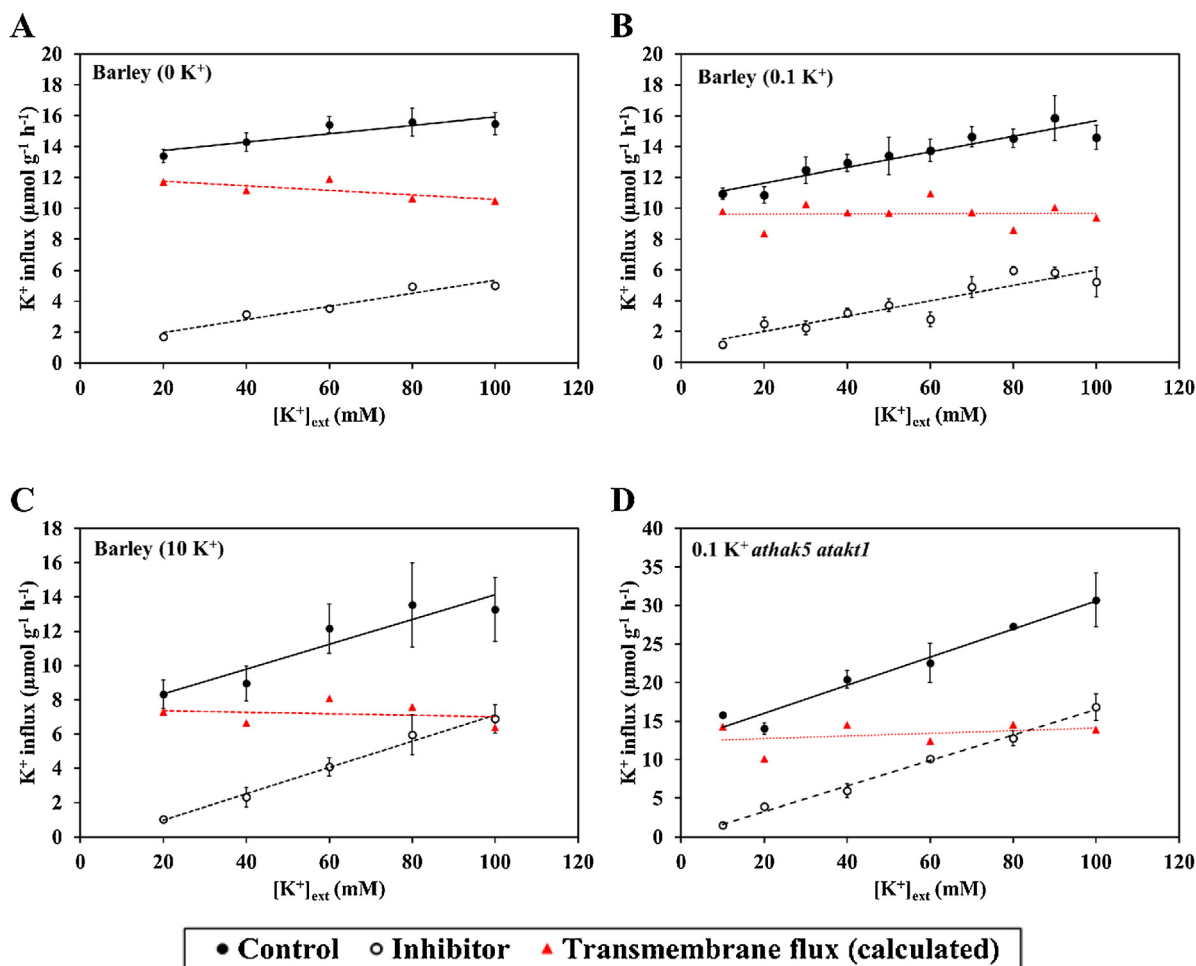 A
B
20
18
16
14
12
10
8
6
4
2
0
Barley (0 K⁺)
K⁺ influx (µmol g⁻¹ h⁻¹)
0 20 40 60 80 100 120
[K⁺]ext (mM)
20
18
16
14
12
10
8
6
4
2
0
Barley (0.1 K⁺)
K⁺ influx (µmol g⁻¹ h⁻¹)
0 20 40 60 80 100 120
[K⁺]ext (mM)
C
D
18
16
14
12
10
8
6
4
2
0
Barley (10 K⁺)
K⁺ influx (µmol g⁻¹ h⁻¹)
0 20 40 60 80 100 120
[K⁺]ext (mM)
40
35
30
25
20
15
10
5
0
0.1 K⁺ athak5 atakt1
K⁺ influx (µmol g⁻¹ h⁻¹)
0 20 40 60 80 100 120
[K⁺]ext (mM)
Control Inhibitor Transmembrane flux (calculated)